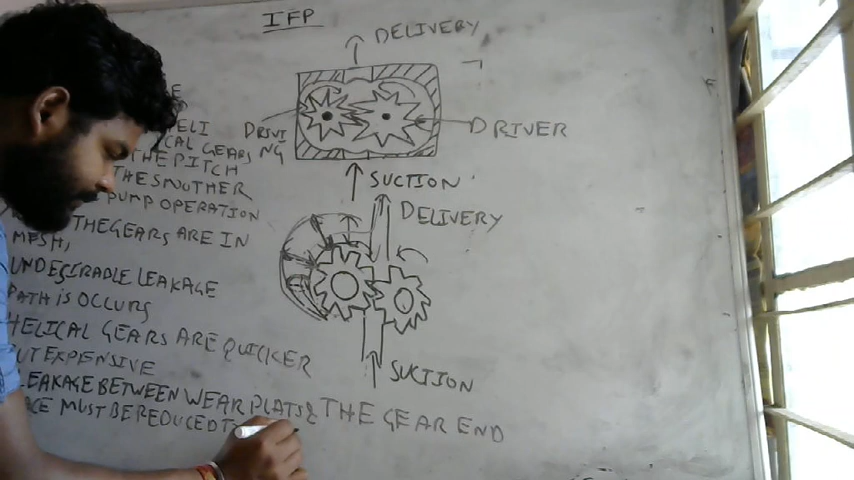 IFP
DELIVERY
DRIVI
NG
DRIVER
SUCTION
DELIVERY
SUCTION
CAL GEARS
THE PITCH
THE SMOTHER
PUMP OPERATION
THE GEARS ARE IN
MESH,
UNDESIRABLE LEAKAGE
PATH is OCCURS
HELICAL GEARS ARE QUICKER
UT EXPENSIVE
LEAKAGE BETWEEN WEAR PLATS & THE GEAR END
MUST BE REDUCED